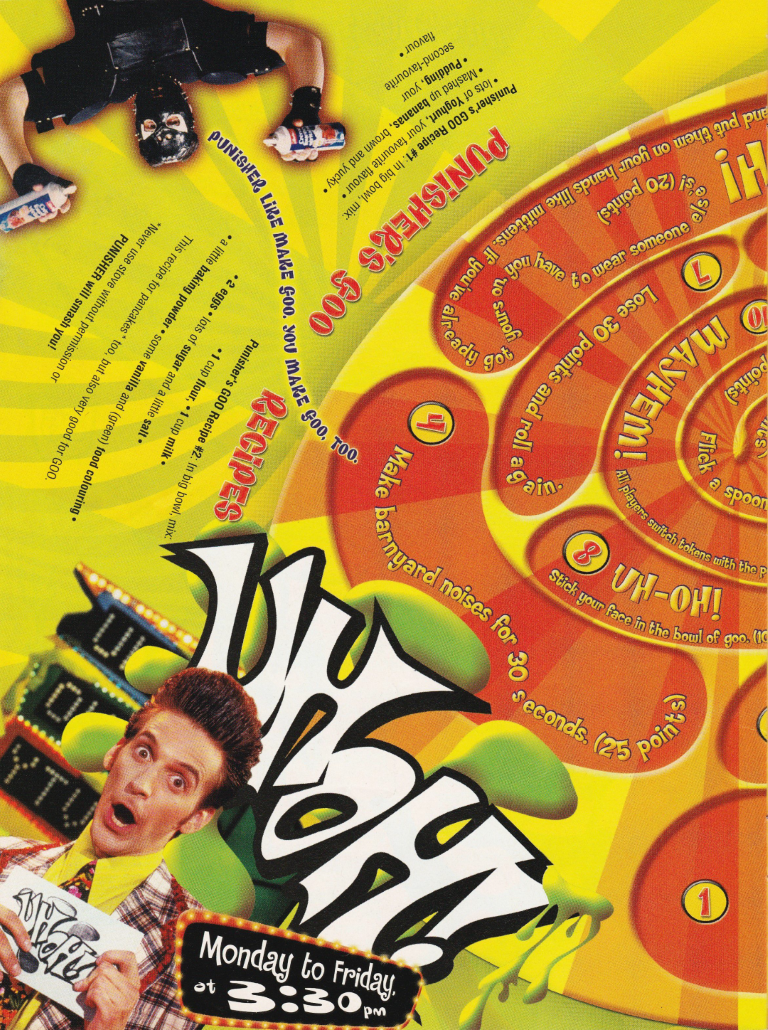 PUNISHER LIKE MAKE GOO. YOU MAKE GOO, TOO.
PUNISHER'S GOO
RECIPES
Punisher's GOO Recipe #1: In big bowl, mix:
• lots of Yoghurt, your favourite flavour •
• Mashed up bananas, brown and yucky •
• Pudding, your
second-favourite
flavour •
Punisher's GOO Recipe #2: In big bowl, mix:
• 1 cup flour, • 1 cup milk •
• 2 eggs • lots of sugar and a little salt •
• a little baking powder • some vanilla and (green) food colouring •
This recipe for pancakes* too, but also very good for GOO.
*Never use stove without permission or
PUNISHER will smash you!
UH-OH!
Monday to Friday,
at 3:30 pm
1
4
Make barnyard noises for 30 seconds. (25 points)
7
Lose 30 points and roll again.
8
UH-OH!
Stick your face in the bowl of goo. (10
10
MAYHEM!
All players switch tokens with the p
Flick a spoon
points)
H!
and put them on your hands like mittens. If you've already got
yours on you have to wear someone else's!
(20 points)